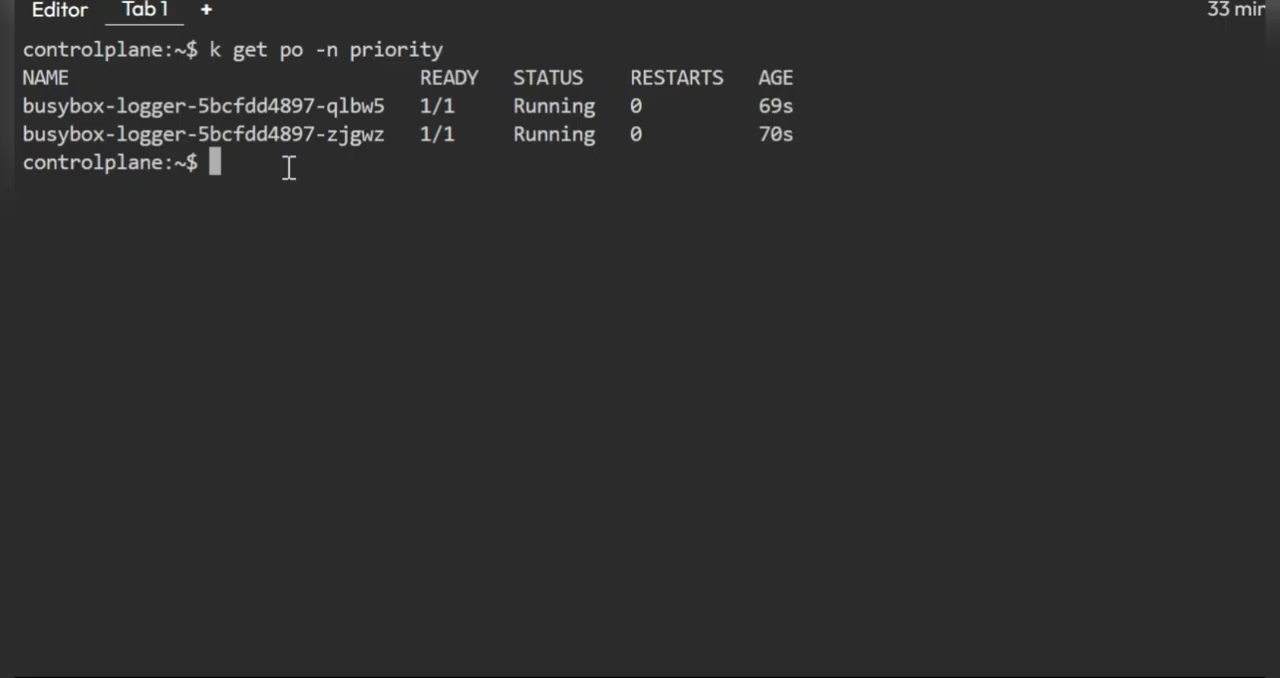 Editor Tab 1 + 33 min
controlplane:~$ k get po -n priority
NAME READY STATUS RESTARTS AGE
busybox-logger-5bcfdd4897-qlbw5 1/1 Running 0 69s
busybox-logger-5bcfdd4897-zjgwz 1/1 Running 0 70s
controlplane:~$